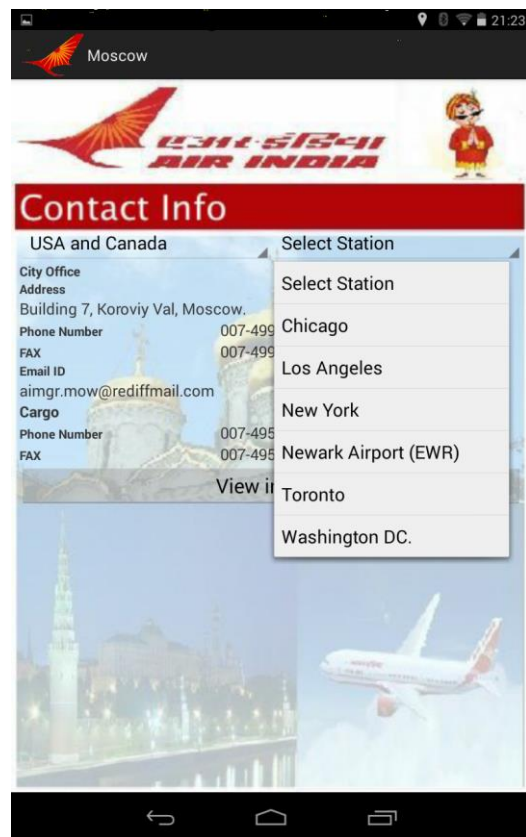 21:23
Moscow
एअर इंडिया
AIR INDIA
Contact Info
USA and Canada
Select Station
City Office
Address
Building 7, Koroviy Val, Moscow.
Phone Number 007-499
FAX 007-499
Email ID
aimgr.mow@rediffmail.com
Cargo
Phone Number 007-495
FAX 007-495
View i
Select Station
Chicago
Los Angeles
New York
Newark Airport (EWR)
Toronto
Washington DC.